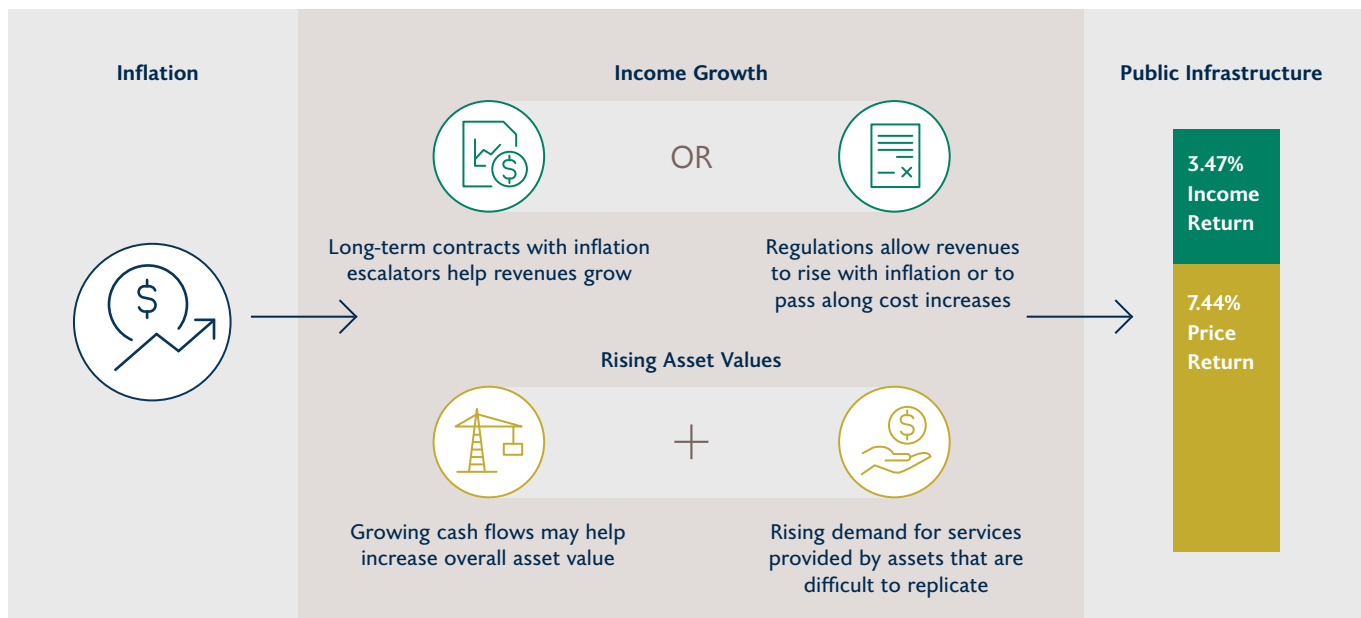 Inflation
$
Income Growth
$
OR
Long-term contracts with inflation
escalators help revenues grow
Regulations allow revenues
to rise with inflation or to
pass along cost increases
Rising Asset Values
+
$
Growing cash flows may help
increase overall asset value
Rising demand for services
provided by assets that are
difficult to replicate
Public Infrastructure
3.47%
Income
Return
7.44%
Price
Return